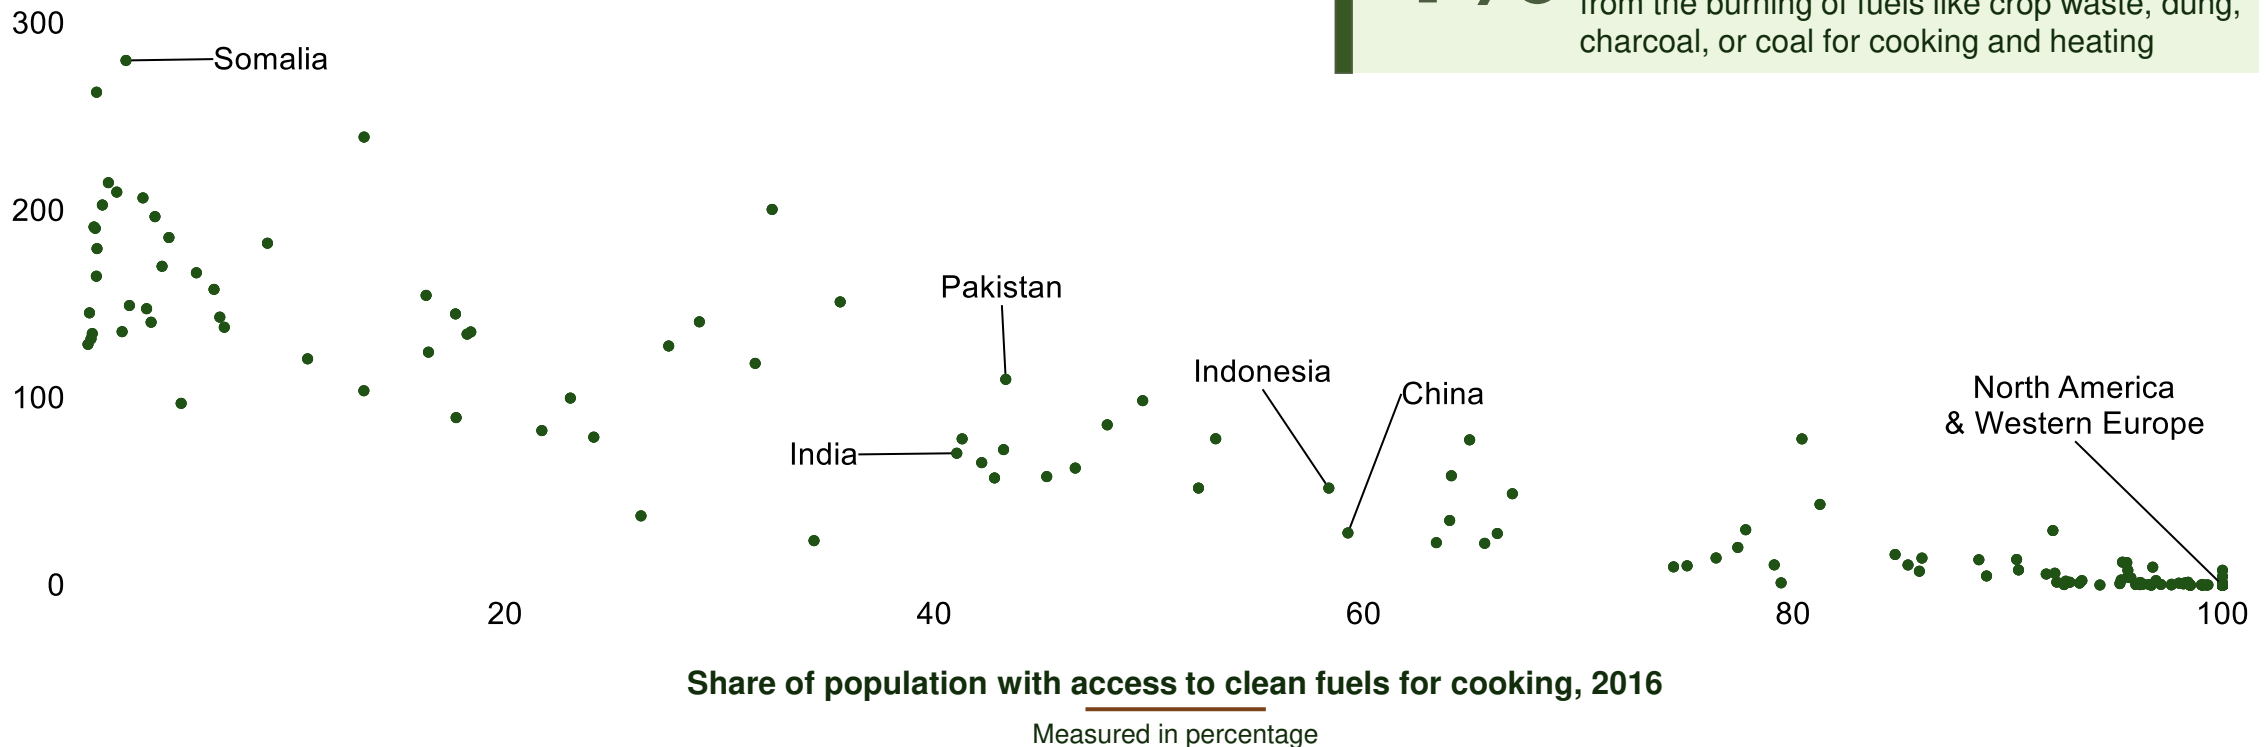 300
from the burning of fuels like crop waste, dung,
charcoal, or coal for cooking and heating
Somalia
200
Pakistan
Indonesia
China
North America
& Western Europe
100
India
0
20
40
60
80
100
Share of population with access to clean fuels for cooking, 2016
Measured in percentage